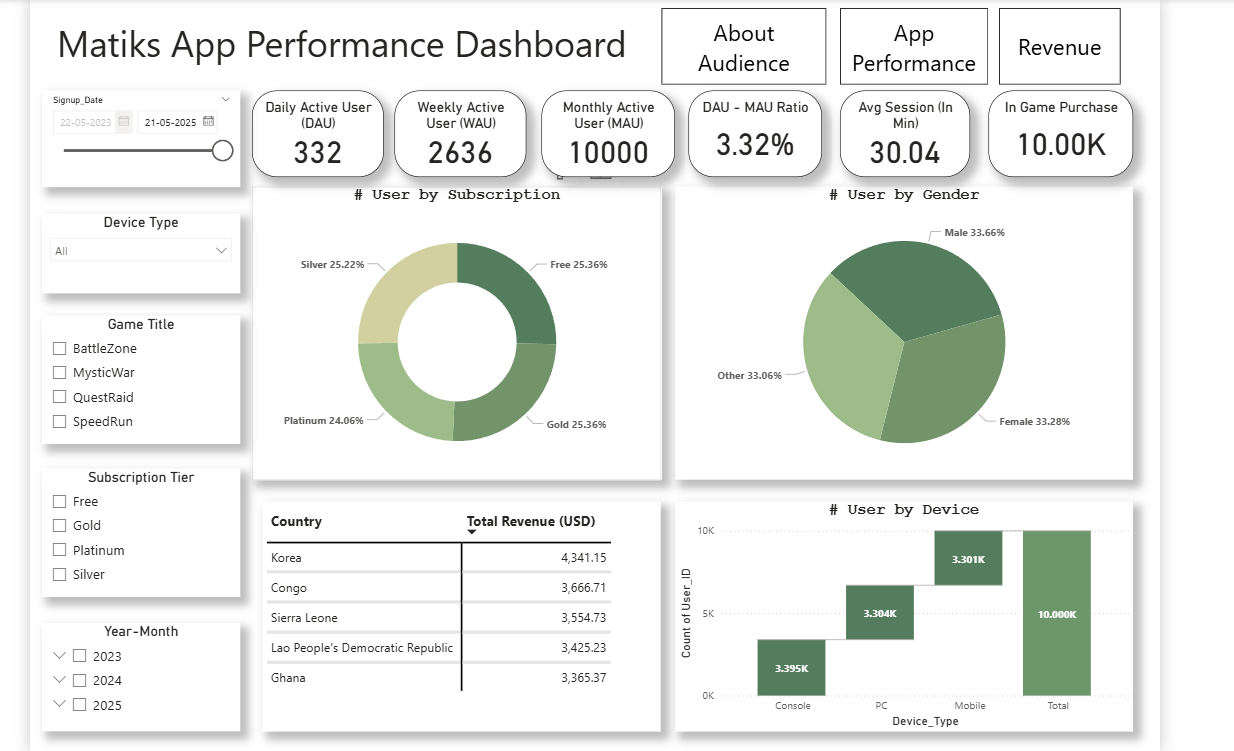 Matiks App Performance Dashboard
About
Audience
App
Performance
Revenue
Signup_Date
22-05-2023
21-05-2025
Daily Active User
(DAU)
332
Weekly Active
User (WAU)
2636
Monthly Active
User (MAU)
10000
DAU - MAU Ratio
3.32%
Avg Session (In
Min)
30.04
In Game Purchase
10.00K
Device Type
All
Game Title
BattleZone
MysticWar
QuestRaid
SpeedRun
Subscription Tier
Free
Gold
Platinum
Silver
Year-Month
2023
2024
2025
# User by Subscription
Silver 25.22%
Free 25.36%
Platinum 24.06%
Gold 25.36%
# User by Gender
Male 33.66%
Other 33.06%
Female 33.28%
Country Total Revenue (USD)
Korea 4,341.15
Congo 3,666.71
Sierra Leone 3,554.73
Lao People's Democratic Republic 3,425.23
Ghana 3,365.37
# User by Device
Count of User_ID
10K
5K
0K
3.395K
3.304K
3.301K
10.000K
Console PC Mobile Total
Device_Type